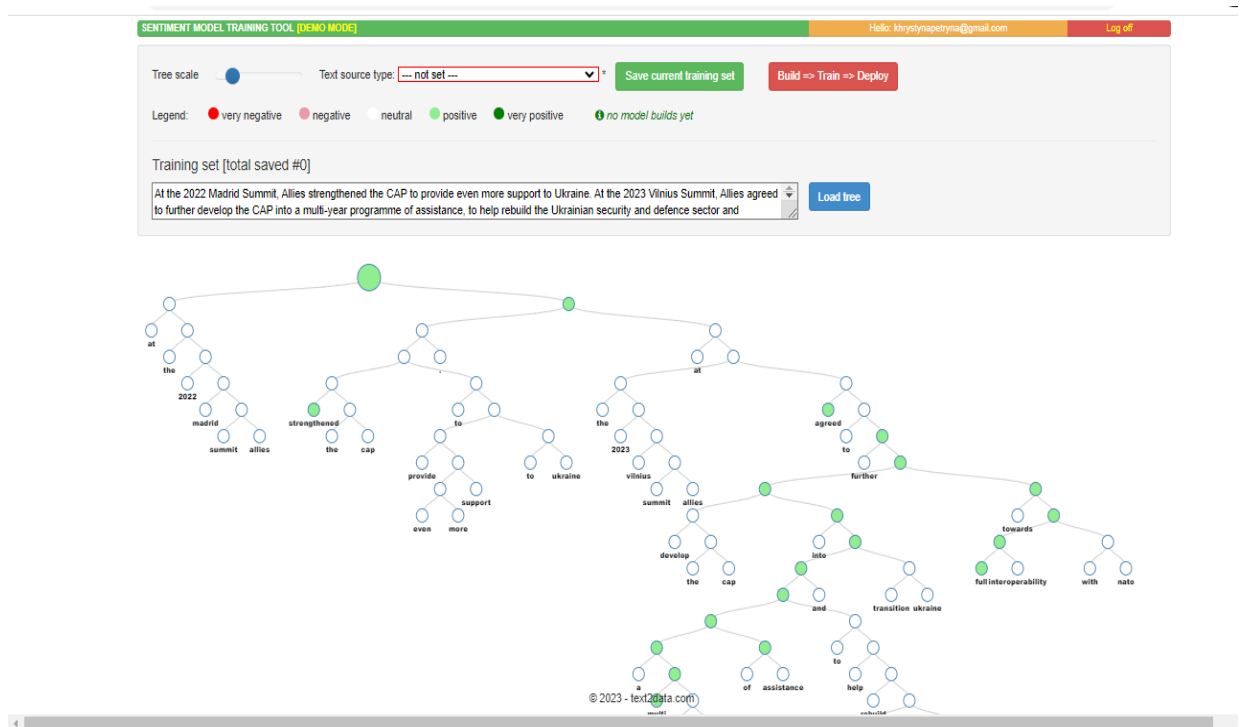 SENTIMENT MODEL TRAINING TOOL [DEMO MODE] Hello: khrystynapetryna@gmail.com Log off
Tree scale Text source type: --- not set --- * Save current training set Build => Train => Deploy
Legend: very negative negative neutral positive very positive no model builds yet
Training set [total saved #0]
At the 2022 Madrid Summit, Allies strengthened the CAP to provide even more support to Ukraine. At the 2023 Vilnius Summit, Allies agreed
to further develop the CAP into a multi-year programme of assistance, to help rebuild the Ukrainian security and defence sector and
Load tree
at
the at
.
2022
madrid strengthened to the agreed
summit allies the cap 2023 to
provide to ukraine vilnius further
support summit allies
even more towards
develop into
the cap full interoperability with nato
and transition ukraine
to
a of assistance help
© 2023 - text2data.com
multi rebuild